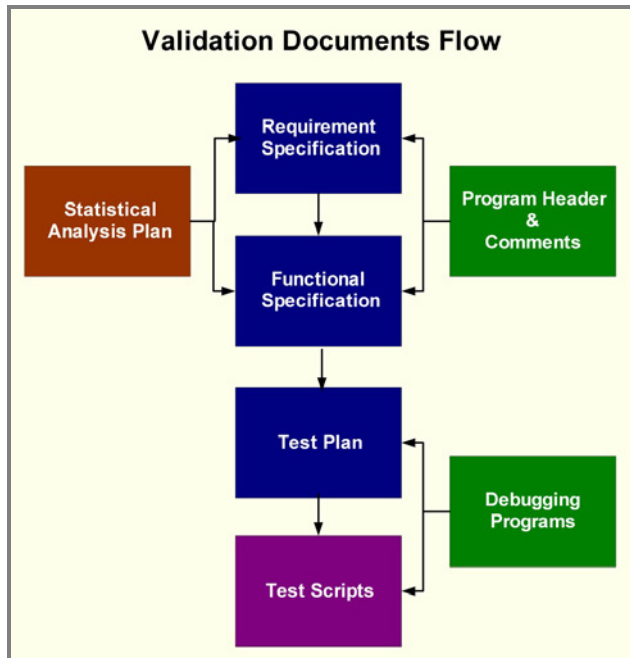 Validation Documents Flow
Requirement
Specification
Statistical
Analysis Plan
Program Header
&
Comments
Functional
Specification
Test Plan
Debugging
Programs
Test Scripts